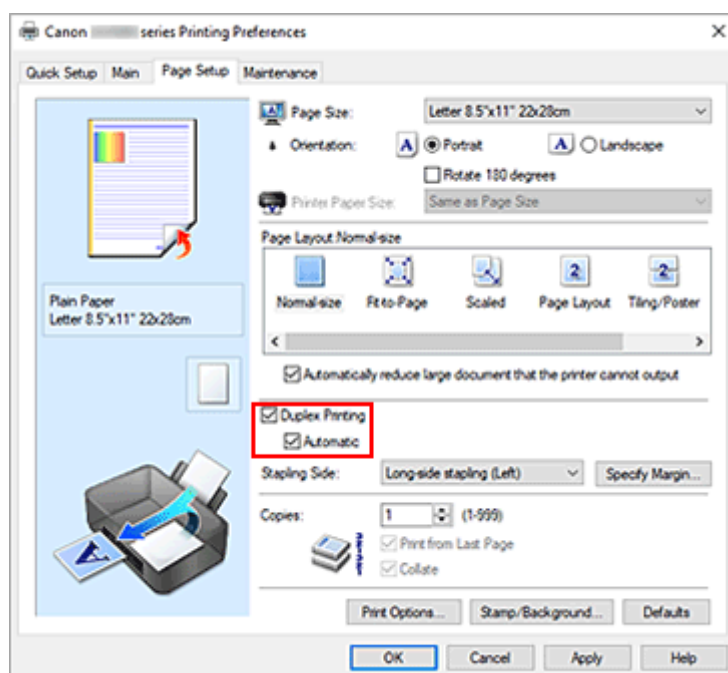 Canon series Printing Preferences
Quick Setup Main Page Setup Maintenance
Page Size: Letter 8.5"x11" 22x28cm
Orientation: A Portrait A Landscape
Rotate 180 degrees
Printer Paper Size: Same as Page Size
Page Layout:Normal-size
Normal-size Fit-to-Page Scaled Page Layout Tiling/Poster
Plain Paper
Letter 8.5"x11" 22x28cm
Automatically reduce large document that the printer cannot output
Duplex Printing
Automatic
Stapling Side: Long-side stapling (Left) Specify Margin...
Copies: 1 (1-999)
Print from Last Page
Collate
Print Options... Stamp/Background... Defaults
OK Cancel Apply Help